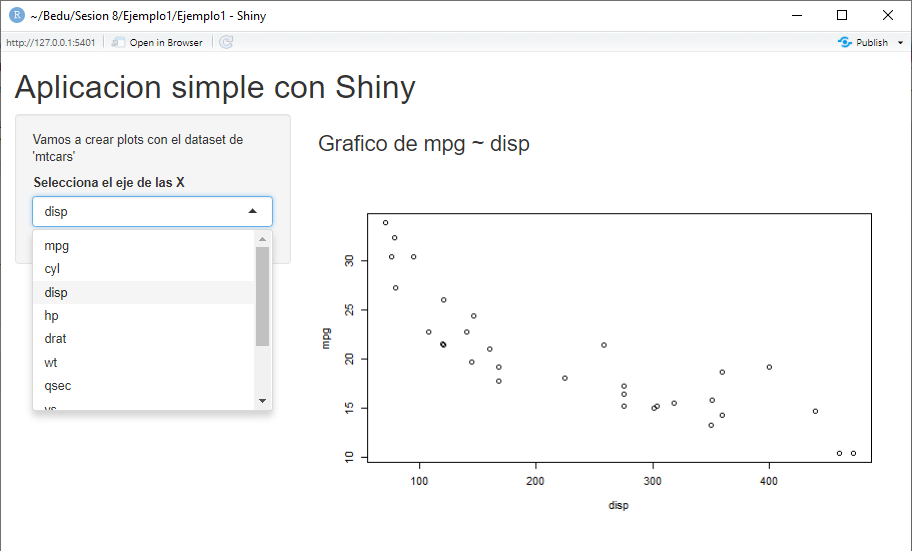 R ~/Bedu/Sesion 8/Ejemplo1/Ejemplo1 - Shiny
http://127.0.0.1:5401 Open in Browser Publish
Aplicacion simple con Shiny
Vamos a crear plots con el dataset de
'mtcars'
Selecciona el eje de las X
disp
mpg
cyl
disp
hp
drat
wt
qsec
vs
Grafico de mpg ~ disp
mpg
30
25
20
15
10
100 200 300 400
disp